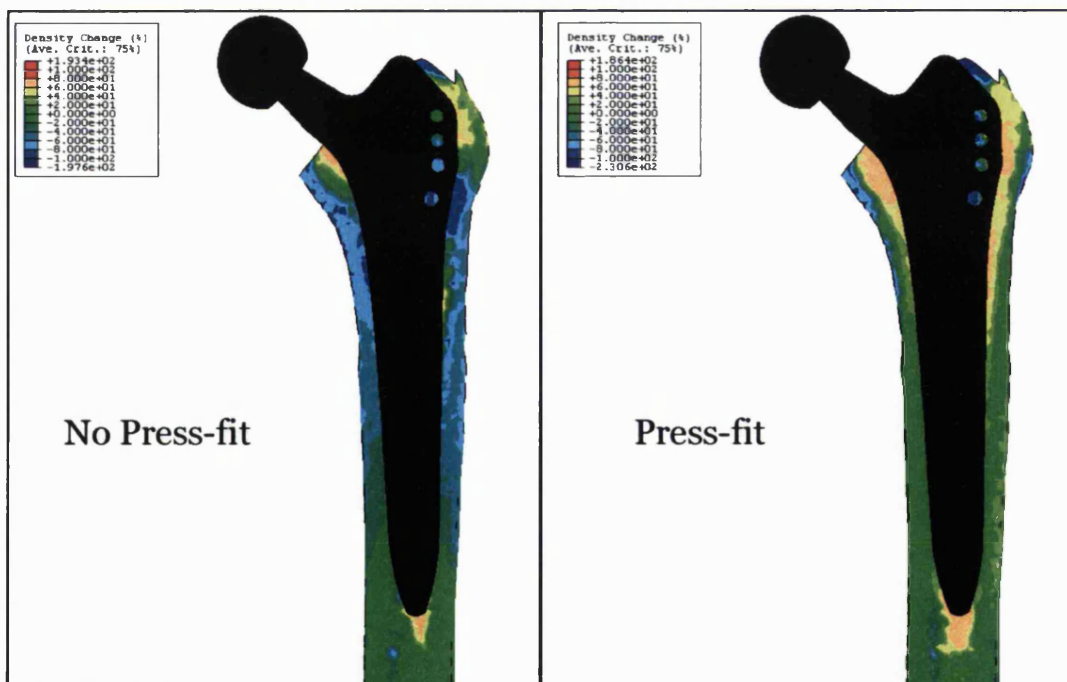 Density Change (%)
(Ave. Crit.: 75%)
+1.934e+02
+1.000e+02
+8.000e+01
+6.000e+01
+4.000e+01
+2.000e+01
+0.000e+00
-2.000e+01
-4.000e+01
-6.000e+01
-8.000e+01
-1.000e+02
-1.976e+02
No Press-fit
Density Change (%)
(Ave. Crit.: 75%)
+1.864e+02
+1.000e+02
+8.000e+01
+6.000e+01
+4.000e+01
+2.000e+01
+0.000e+00
-2.000e+01
-4.000e+01
-6.000e+01
-8.000e+01
-1.000e+02
-2.306e+02
Press-fit